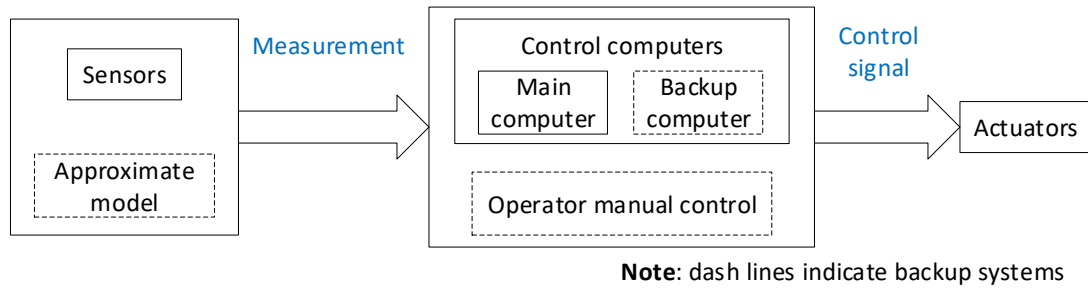 Sensors
Approximate
model
Measurement
Control computers
Main
computer
Backup
computer
Operator manual control
Control
signal
Actuators
Note: dash lines indicate backup systems